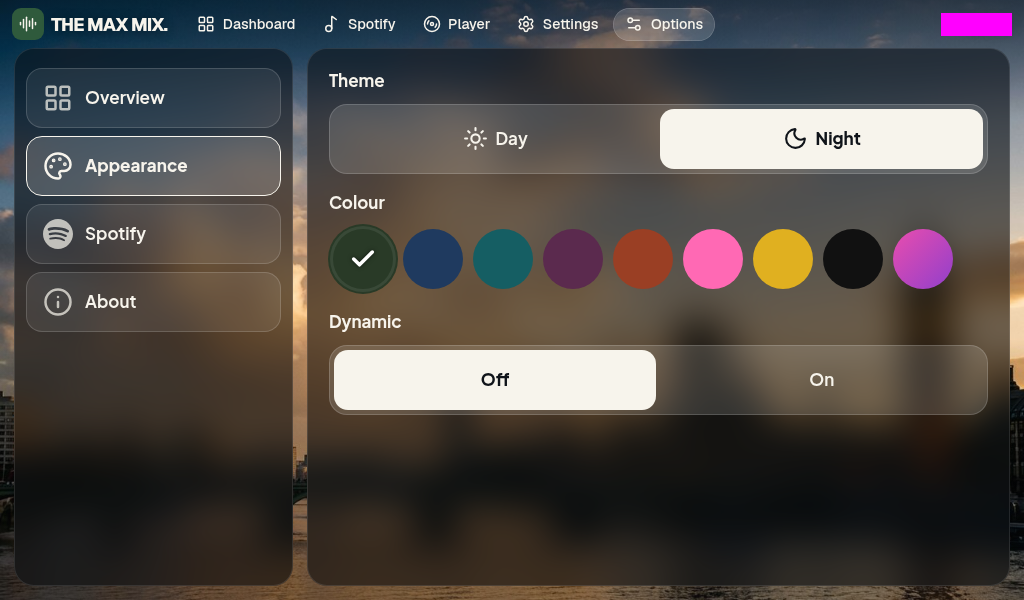 THE MAX MIX.
Dashboard
Spotify
Player
Settings
Options
Overview
Appearance
Spotify
About
Theme
Day
Night
Colour
Dynamic
Off
On